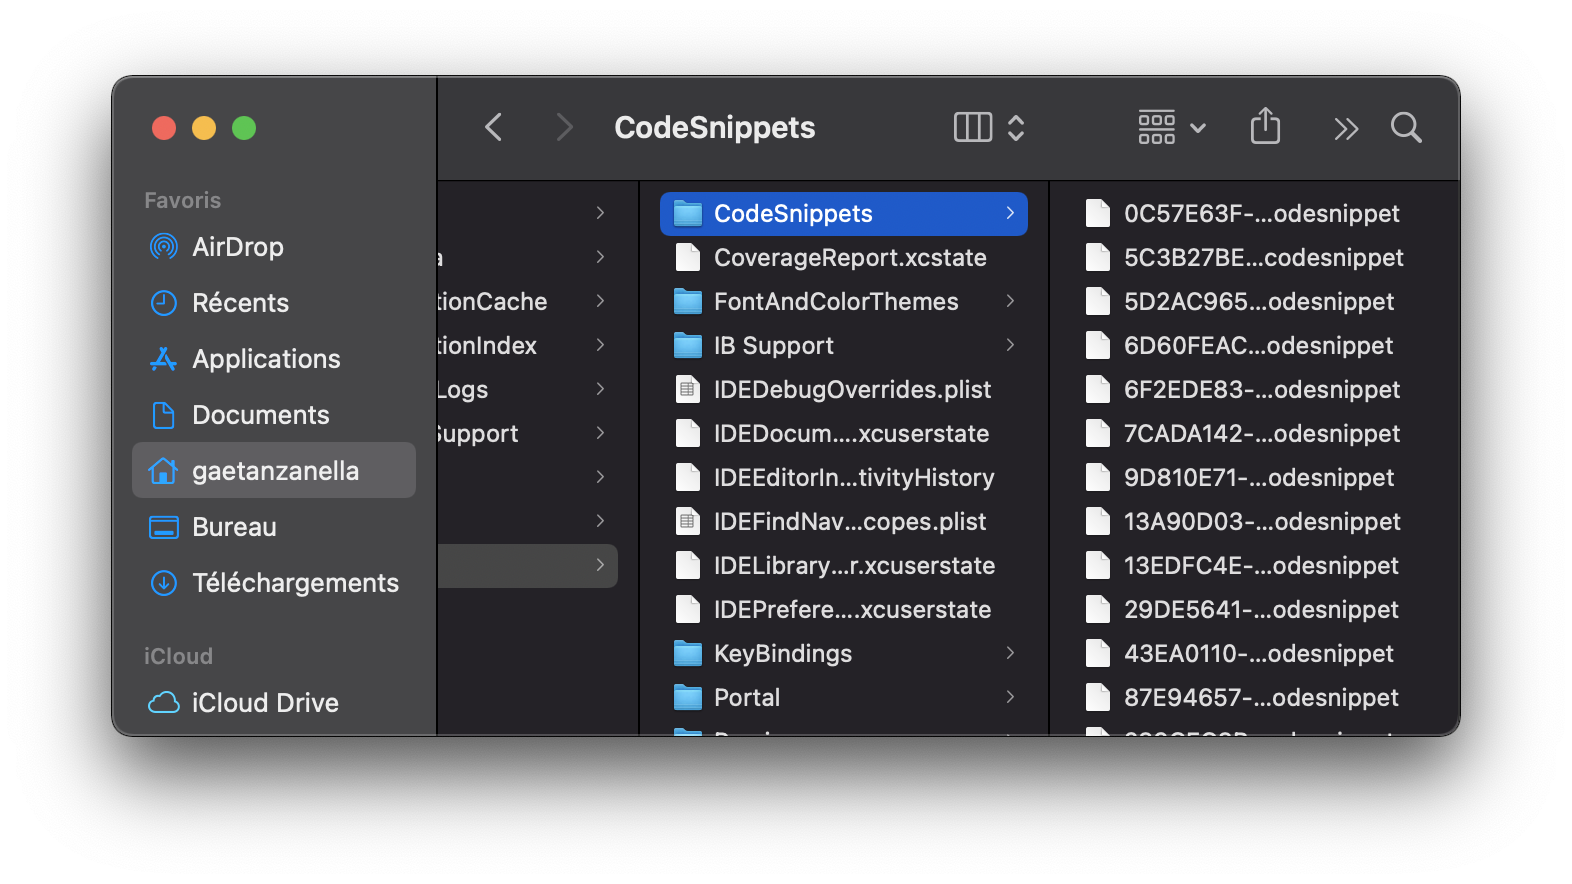 CodeSnippets
Favoris
AirDrop
Récents
Applications
Documents
gaetanzanella
Bureau
Téléchargements
iCloud
iCloud Drive
tionCache
tionIndex
Logs
Support
CodeSnippets
CoverageReport.xcstate
FontAndColorThemes
IB Support
IDEDebugOverrides.plist
IDEDocum....xcuserstate
IDEEditorIn...tivityHistory
IDEFindNav...copes.plist
IDELibrary...r.xcuserstate
IDEPrefere....xcuserstate
KeyBindings
Portal
0C57E63F-...odesnippet
5C3B27BE...codesnippet
5D2AC965...odesnippet
6D60FEAC...odesnippet
6F2EDE83-...odesnippet
7CADA142-...odesnippet
9D810E71-...odesnippet
13A90D03-...odesnippet
13EDFC4E-...odesnippet
29DE5641-...odesnippet
43EA0110-...odesnippet
87E94657-...odesnippet